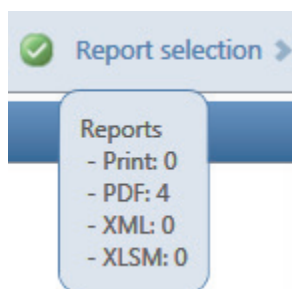 Report selection
Reports
- Print: 0
- PDF: 4
- XML: 0
- XLSM: 0